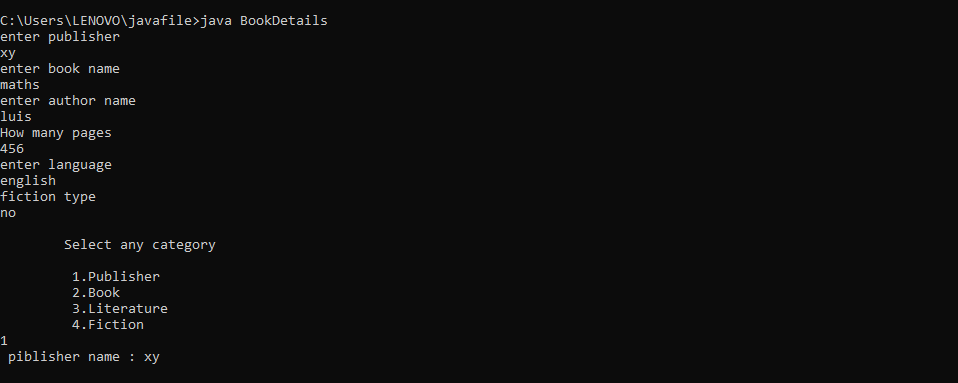 C:\Users\LENOVO\javafile>java BookDetails
enter publisher
xy
enter book name
maths
enter author name
luis
How many pages
456
enter language
english
fiction type
no
Select any category
1.Publisher
2.Book
3.Literature
4.Fiction
1
piblisher name : xy